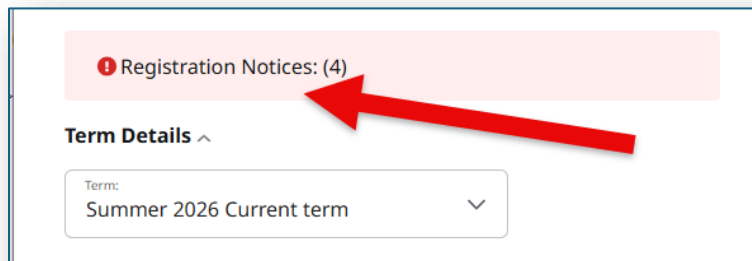 Registration Notices: (4)
Term Details
Term:
Summer 2026 Current term